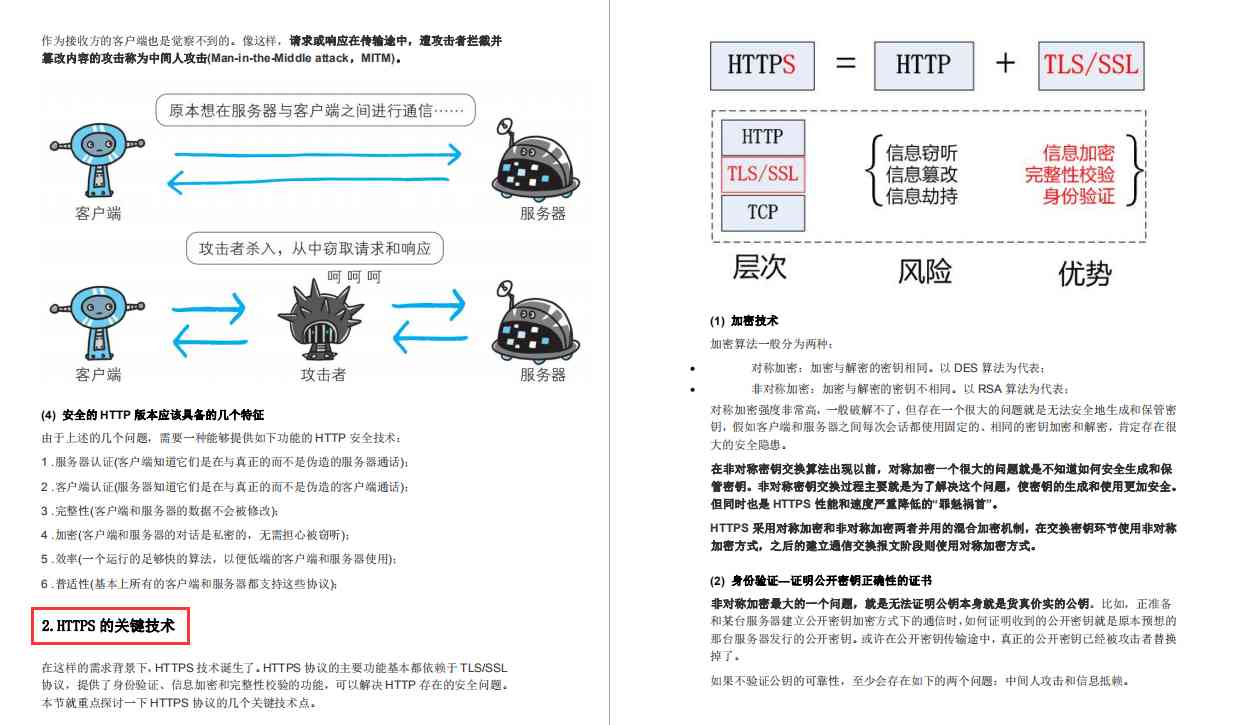 作为接收方的客户端也是觉察不到的。像这样，请求或响应在传输途中，遭攻击者拦截并
篡改内容的攻击称为中间人攻击(Man-in-the-Middle attack，MITM)。
原本想在服务器与客户端之间进行通信……
客户端
服务器
攻击者杀入，从中窃取请求和响应
呵 呵 呵
客户端
攻击者
服务器
(4) 安全的 HTTP 版本应该具备的几个特征
由于上述的几个问题，需要一种能够提供如下功能的 HTTP 安全技术：
1 .服务器认证(客户端知道它们是在与真正的而不是伪造的服务器通话)；
2 .客户端认证(服务器知道它们是在与真正的而不是伪造的客户端通话)；
3 .完整性(客户端和服务器的数据不会被修改)；
4 .加密(客户端和服务器的对话是私密的，无需担心被窃听)；
5 .效率(一个运行的足够快的算法，以便低端的客户端和服务器使用)；
6 .普适性(基本上所有的客户端和服务器都支持这些协议)；
2.HTTPS 的关键技术
在这样的需求背景下，HTTPS 技术诞生了。HTTPS 协议的主要功能基本都依赖于 TLS/SSL
协议，提供了身份验证、信息加密和完整性校验的功能，可以解决 HTTP 存在的安全问题。
本节就重点探讨一下 HTTPS 协议的几个关键技术点。
HTTPS = HTTP + TLS/SSL
HTTP
TLS/SSL
TCP
信息窃听
信息篡改
信息劫持
信息加密
完整性校验
身份验证
层次
风险
优势
(1) 加密技术
加密算法一般分为两种：
• 对称加密：加密与解密的密钥相同。以 DES 算法为代表；
• 非对称加密：加密与解密的密钥不相同。以 RSA 算法为代表；
对称加密强度非常高，一般破解不了，但存在一个很大的问题就是无法安全地生成和保管密
钥，假如客户端和服务器之间每次会话都使用固定的、相同的密钥加密和解密，肯定存在很
大的安全隐患。
在非对称密钥交换算法出现以前，对称加密一个很大的问题就是不知道如何安全生成和保
管密钥。非对称密钥交换过程主要就是为了解决这个问题，使密钥的生成和使用更加安全。
但同时也是 HTTPS 性能和速度严重降低的“罪魁祸首”。
HTTPS 采用对称加密和非对称加密两者并用的混合加密机制，在交换密钥环节使用非对称
加密方式，之后的建立通信交换报文阶段则使用对称加密方式。
(2) 身份验证—证明公开密钥正确性的证书
非对称加密最大的一个问题，就是无法证明公钥本身就是货真价实的公钥。比如，正准备
和某台服务器建立公开密钥加密方式下的通信时，如何证明收到的公开密钥就是原本预想的
那台服务器发行的公开密钥。或许在公开密钥传输途中，真正的公开密钥已经被攻击者替换
掉了。
如果不验证公钥的可靠性，至少会存在如下的两个问题：中间人攻击和信息抵赖。